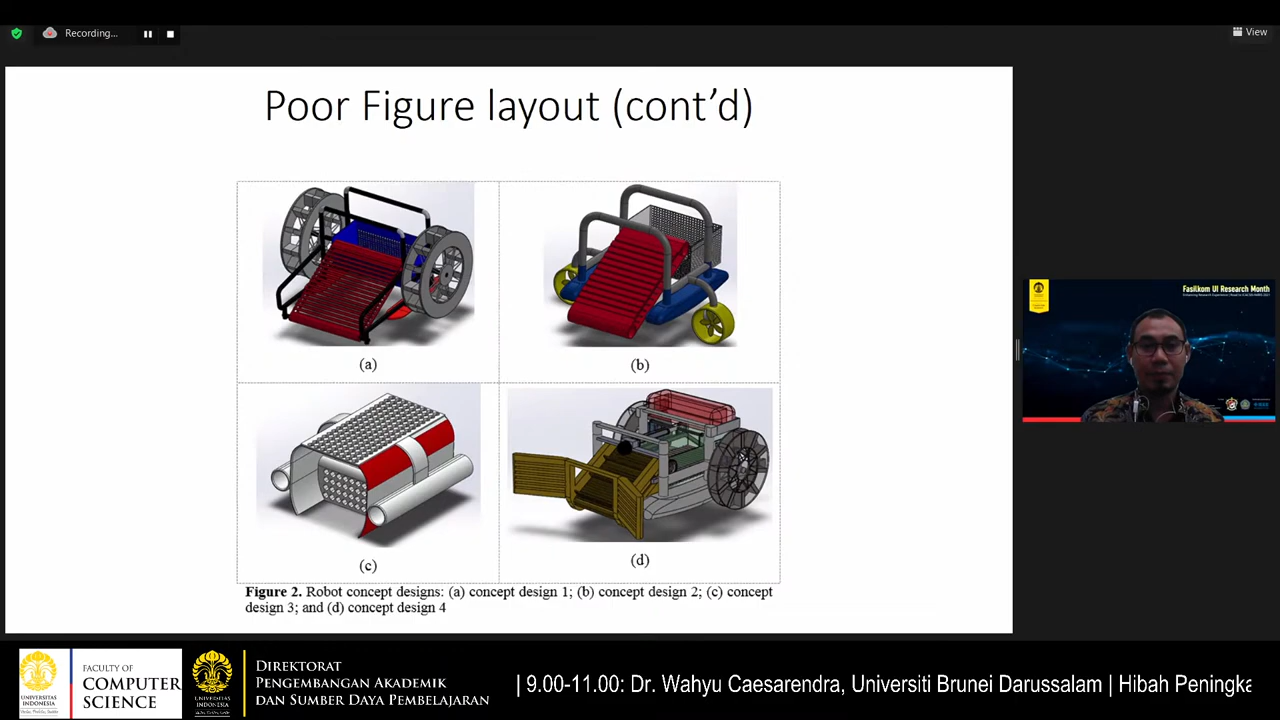 Recording...
View
Poor Figure layout (cont’d)
(a)
(b)
(c)
(d)
Figure 2. Robot concept designs: (a) concept design 1; (b) concept design 2; (c) concept
design 3; and (d) concept design 4
Fasilkom UI Research Month
FACULTY OF
COMPUTER
SCIENCE
UNIVERSITAS
INDONESIA
UNIVERSITAS
INDONESIA
DIREKTORAT
PENGEMBANGAN AKADEMIK
DAN SUMBER DAYA PEMBELAJARAN
| 9.00-11.00: Dr. Wahyu Caesarendra, Universiti Brunei Darussalam | Hibah Peningka